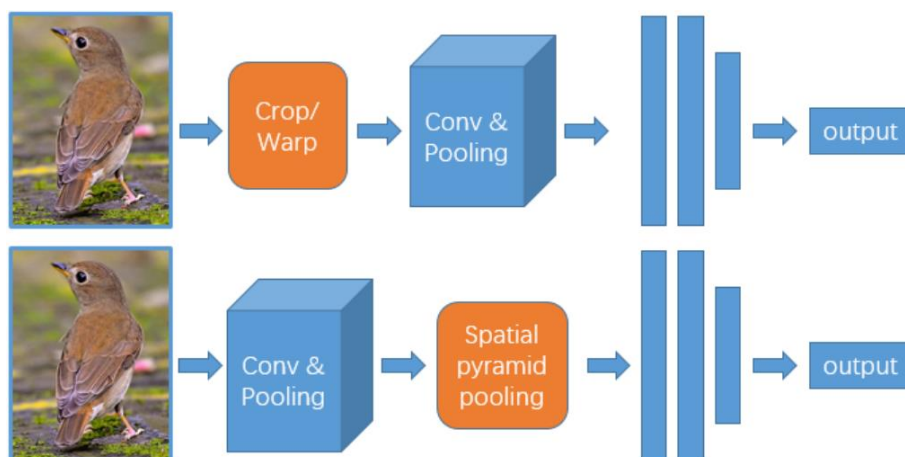 Crop/
Warp
Conv &
Pooling
output
Conv &
Pooling
Spatial
pyramid
pooling
output